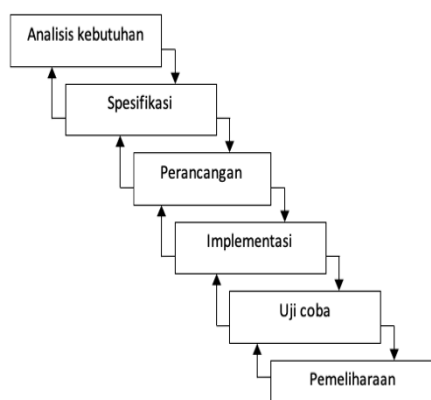 Analisis kebutuhan
Spesifikasi
Perancangan
Implementasi
Uji coba
Pemeliharaan